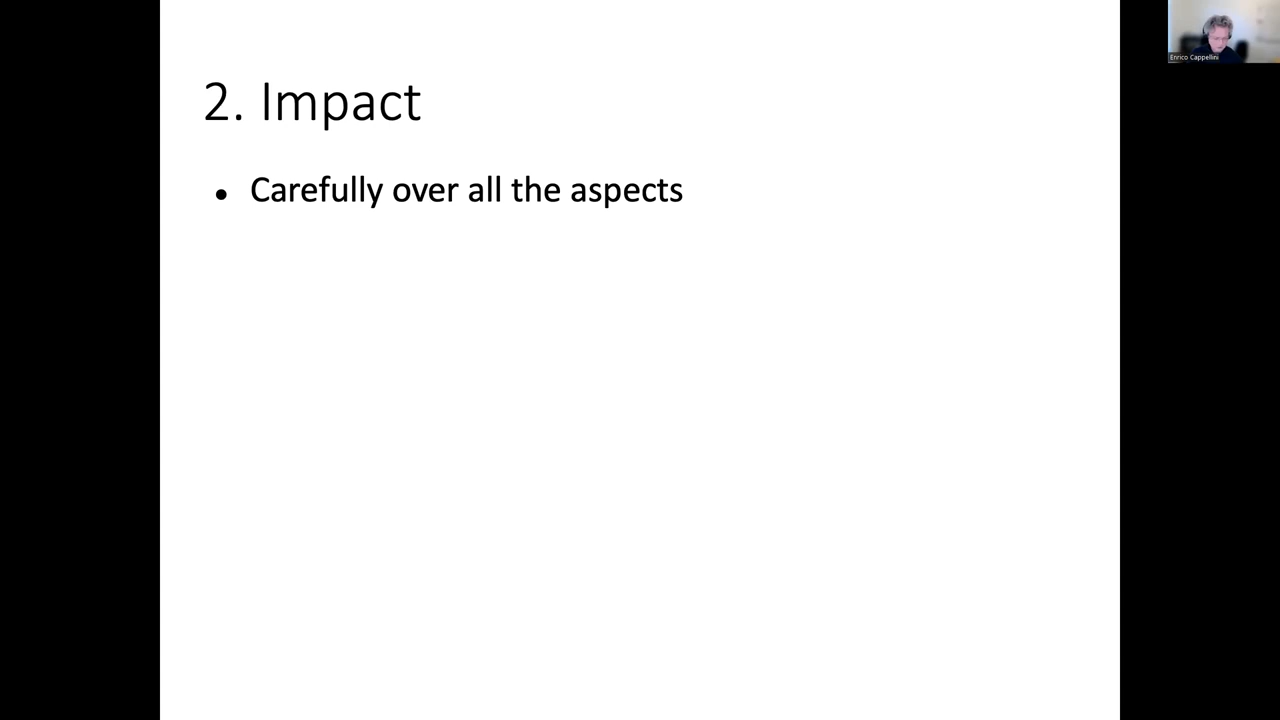 2. Impact
• Carefully over all the aspects
Enrico Cappellini